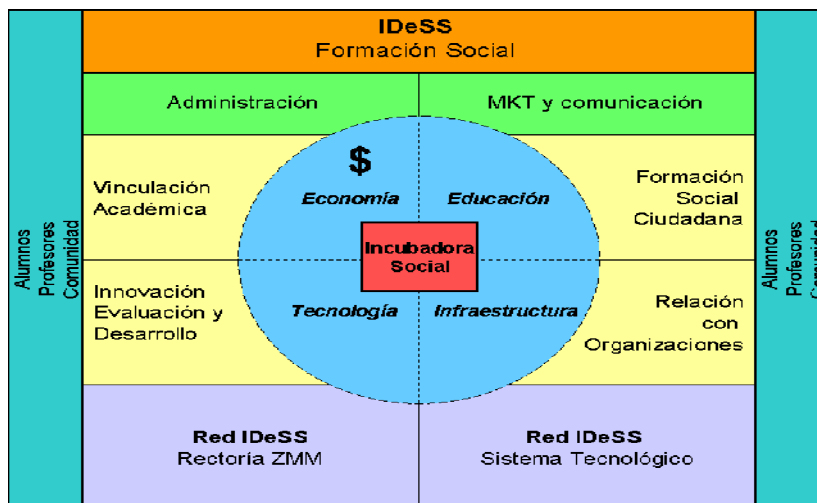 IDeSS
Formación Social
Administración
MKT y comunicación
Alumnos
Profesores
Comunidad
Vinculación
Académica
$
Economía
Educación
Formación
Social
Ciudadana
Incubadora
Social
Innovación
Evaluación y
Desarrollo
Tecnología
Infraestructura
Relación
con
Organizaciones
Alumnos
Profesores
Comunidad
Red IDeSS
Rectoría ZMM
Red IDeSS
Sistema Tecnológico